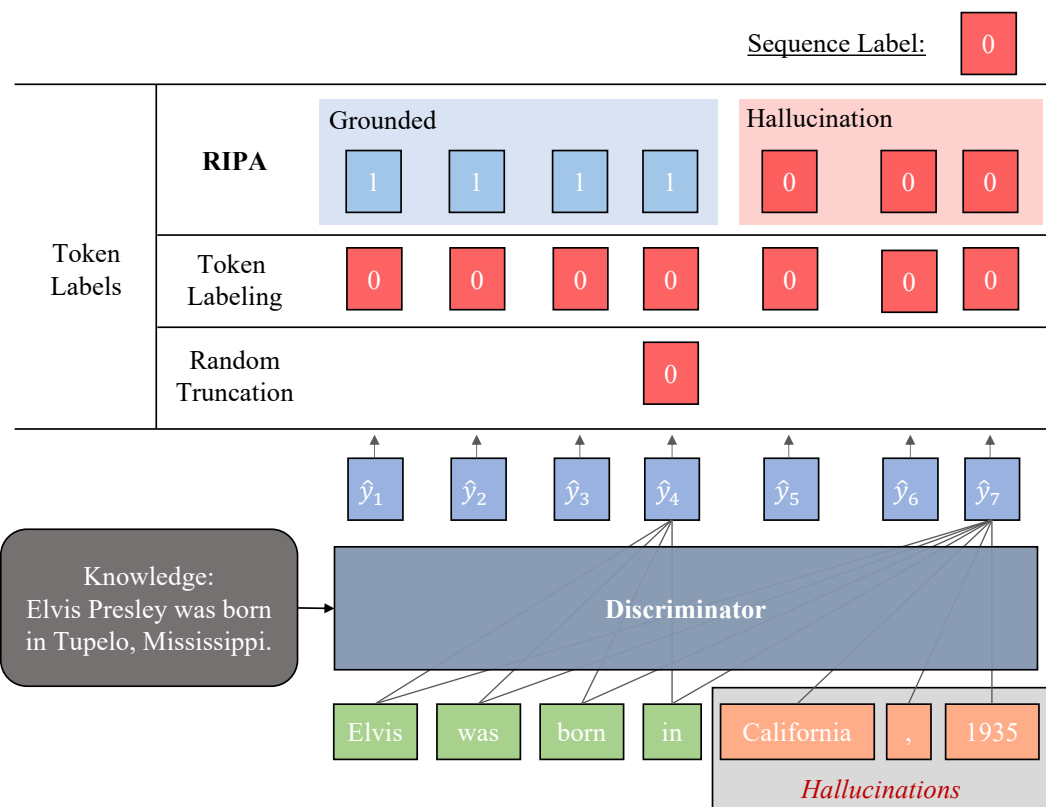 Sequence Label: 0
Grounded
Hallucination
RIPA
1 1 1 1 0 0 0
Token
Labels
Token
Labeling
0 0 0 0 0 0 0
Random
Truncation
0
ŷ₁ ŷ₂ ŷ₃ ŷ₄ ŷ₅ ŷ₆ ŷ₇
Knowledge:
Elvis Presley was born
in Tupelo, Mississippi.
Discriminator
Elvis was born in California , 1935
Hallucinations